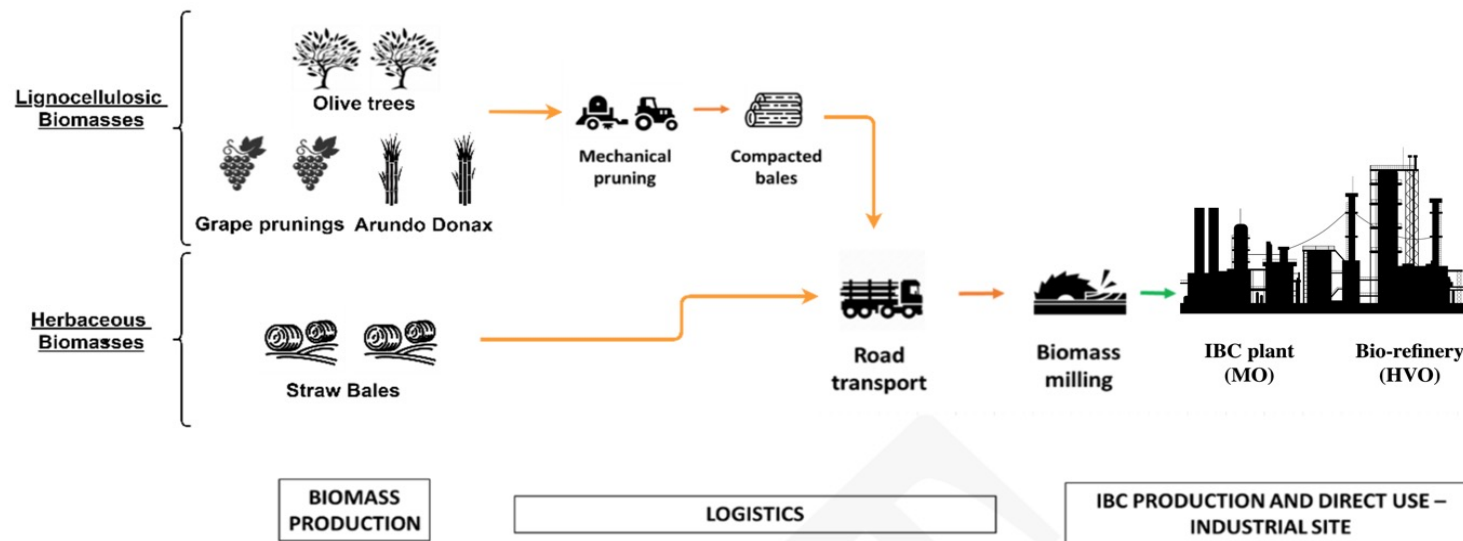 Lignocellulosic
Biomasses
Olive trees
Grape prunings
Arundo Donax
Mechanical
pruning
Compacted
bales
Herbaceous
Biomasses
Straw Bales
Road
transport
Biomass
milling
IBC plant
(MO)
Bio-refinery
(HVO)
BIOMASS
PRODUCTION
LOGISTICS
IBC PRODUCTION AND DIRECT USE –
INDUSTRIAL SITE